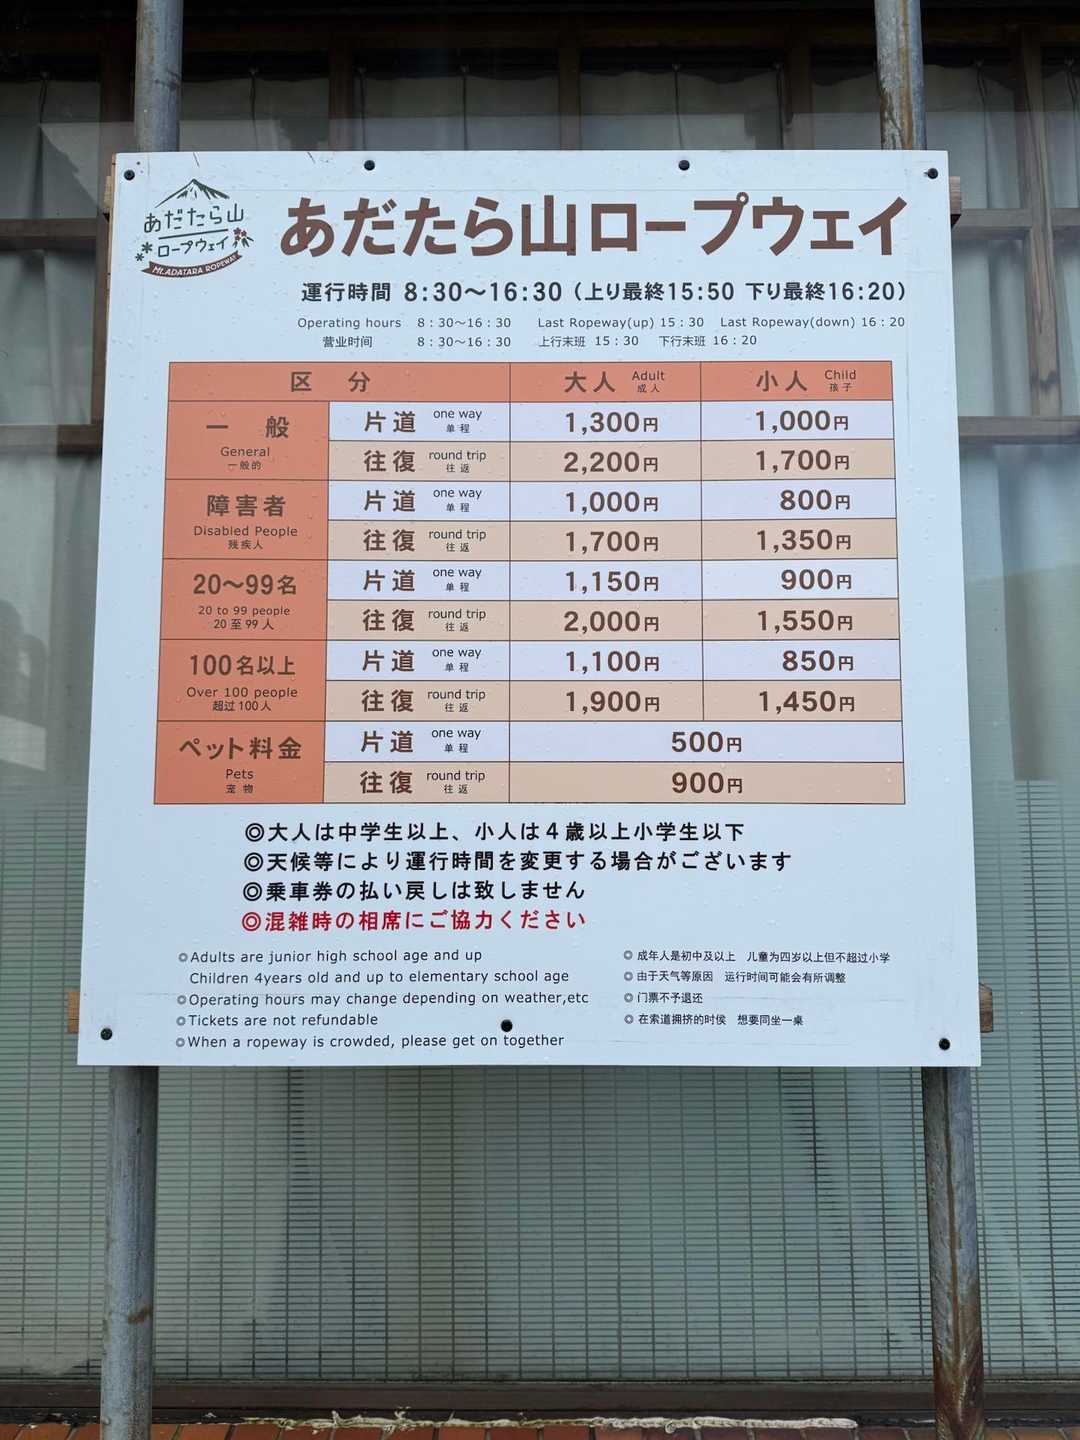 あだたら山
ロープウェイ
Mt.ADATARA ROPEWAY
あだたら山ロープウェイ
運行時間 8:30～16:30 (上り最終15:50 下り最終16:20)
Operating hours 8:30～16:30 Last Ropeway(up) 15:30 Last Ropeway(down) 16:20
营业时间 8:30～16:30 上行末班 15:30 下行末班 16:20
区分 大人 Adult 成人 小人 Child 孩子
一般 General 一般的 片道 one way 单程 1,300円 1,000円
往復 round trip 往返 2,200円 1,700円
障害者 Disabled People 残疾人 片道 one way 单程 1,000円 800円
往復 round trip 往返 1,700円 1,350円
20～99名 20 to 99 people 20至99人 片道 one way 单程 1,150円 900円
往復 round trip 往返 2,000円 1,550円
100名以上 Over 100 people 超过100人 片道 one way 单程 1,100円 850円
往復 round trip 往返 1,900円 1,450円
ペット料金 Pets 宠物 片道 one way 单程 500円
往復 round trip 往返 900円
◎大人は中学生以上、小人は4歳以上小学生以下
◎天候等により運行時間を変更する場合がございます
◎乗車券の払い戻しは致しません
◎混雑時の相席にご協力ください
◎Adults are junior high school age and up
Children 4years old and up to elementary school age
◎Operating hours may change depending on weather,etc
◎Tickets are not refundable
◎When a ropeway is crowded, please get on together
◎成年人是初中及以上 儿童为四岁以上但不超过小学
◎由于天气等原因 运行时间可能会有所调整
◎门票不予退还
◎在索道拥挤的时侯 想要同坐一桌